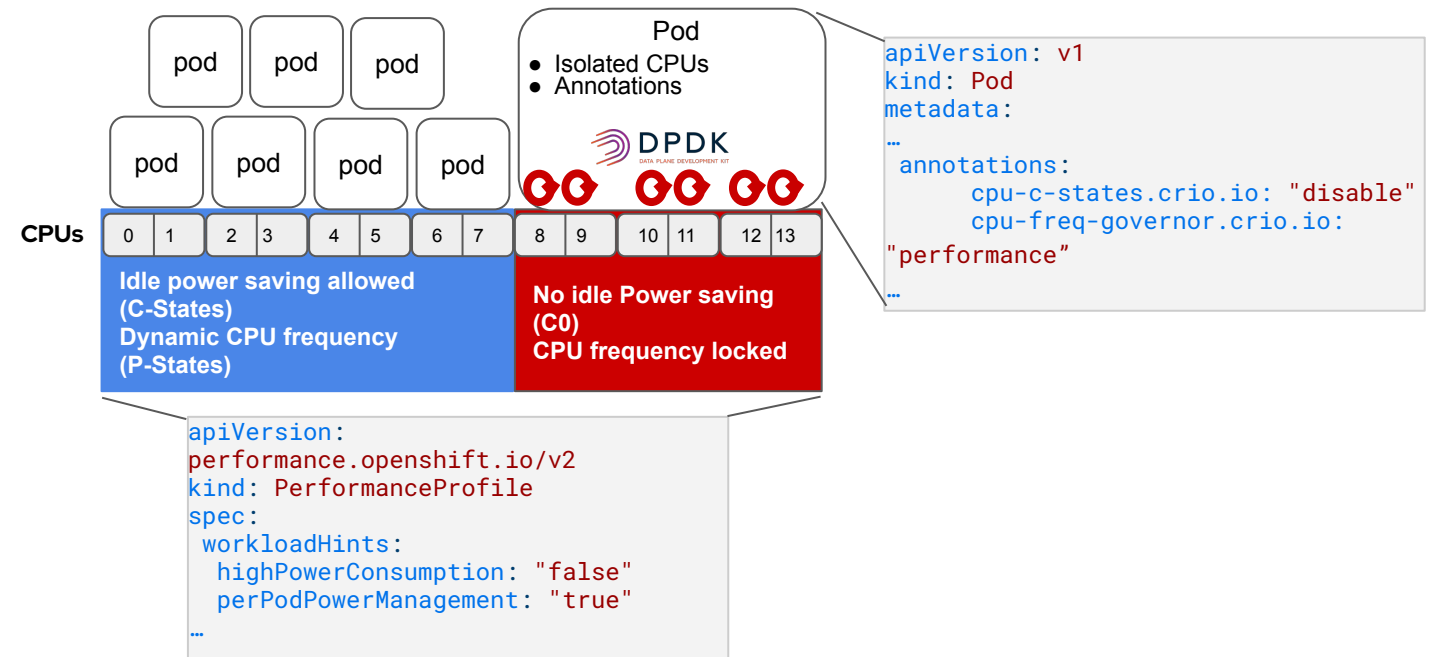 pod pod pod
pod pod pod pod
Pod
● Isolated CPUs
● Annotations
DPDK
DATA PLANE DEVELOPMENT KIT
CPUs 0 1 2 3 4 5 6 7 8 9 10 11 12 13
Idle power saving allowed
(C-States)
Dynamic CPU frequency
(P-States)
No idle Power saving
(C0)
CPU frequency locked
apiVersion: v1
kind: Pod
metadata:
…
annotations:
cpu-c-states.crio.io: "disable"
cpu-freq-governor.crio.io:
"performance”
…
apiVersion:
performance.openshift.io/v2
kind: PerformanceProfile
spec:
workloadHints:
highPowerConsumption: "false"
perPodPowerManagement: "true"
…